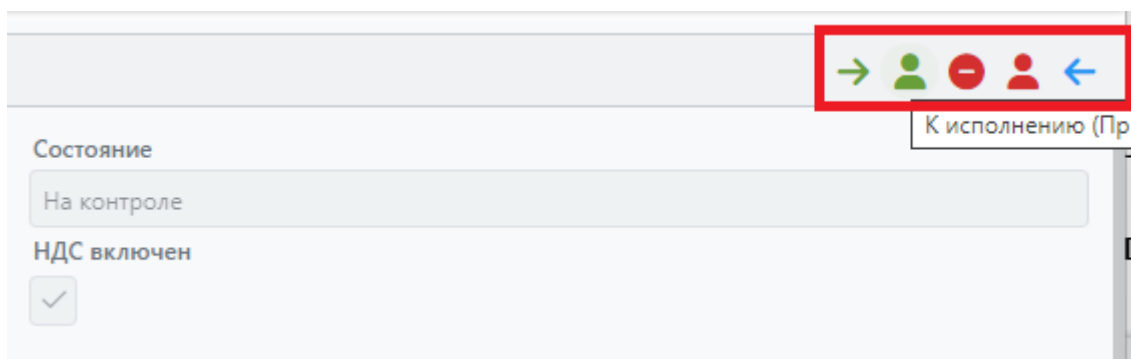 К исполнению (Пр
Состояние
На контроле
НДС включен